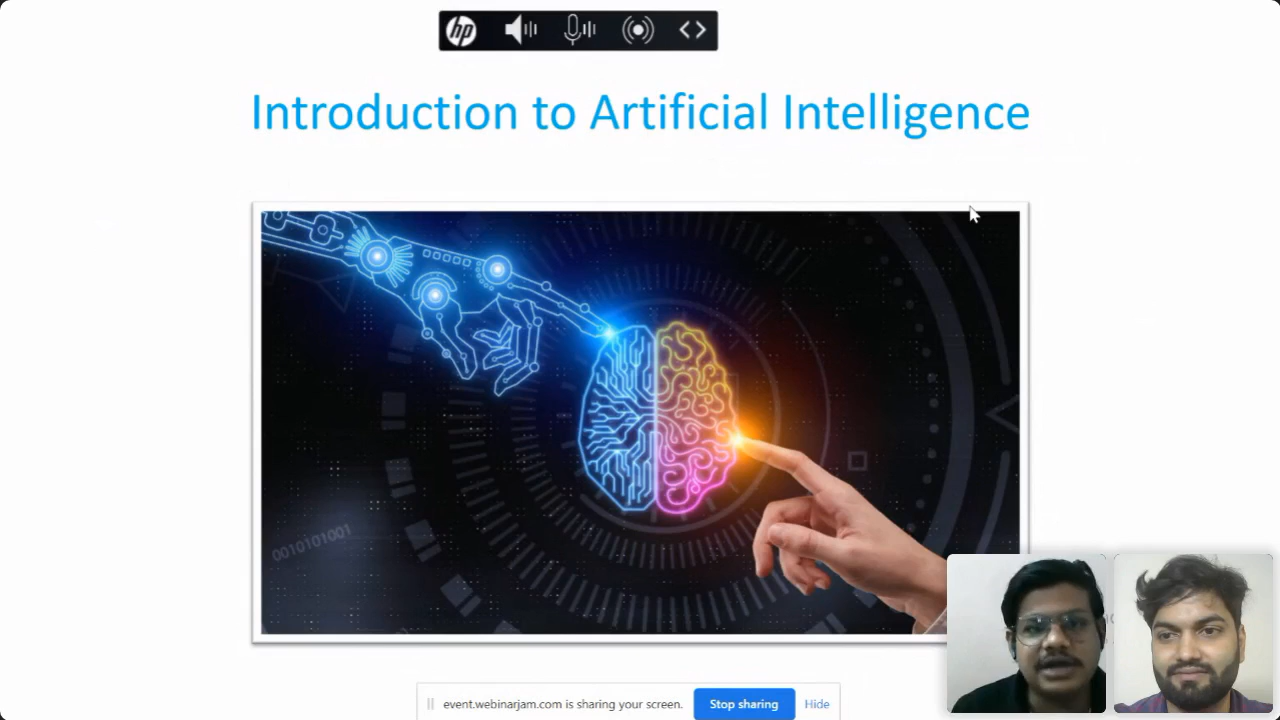 hp
Introduction to Artificial Intelligence
0010101001
event.webinarjam.com is sharing your screen.
Stop sharing
Hide